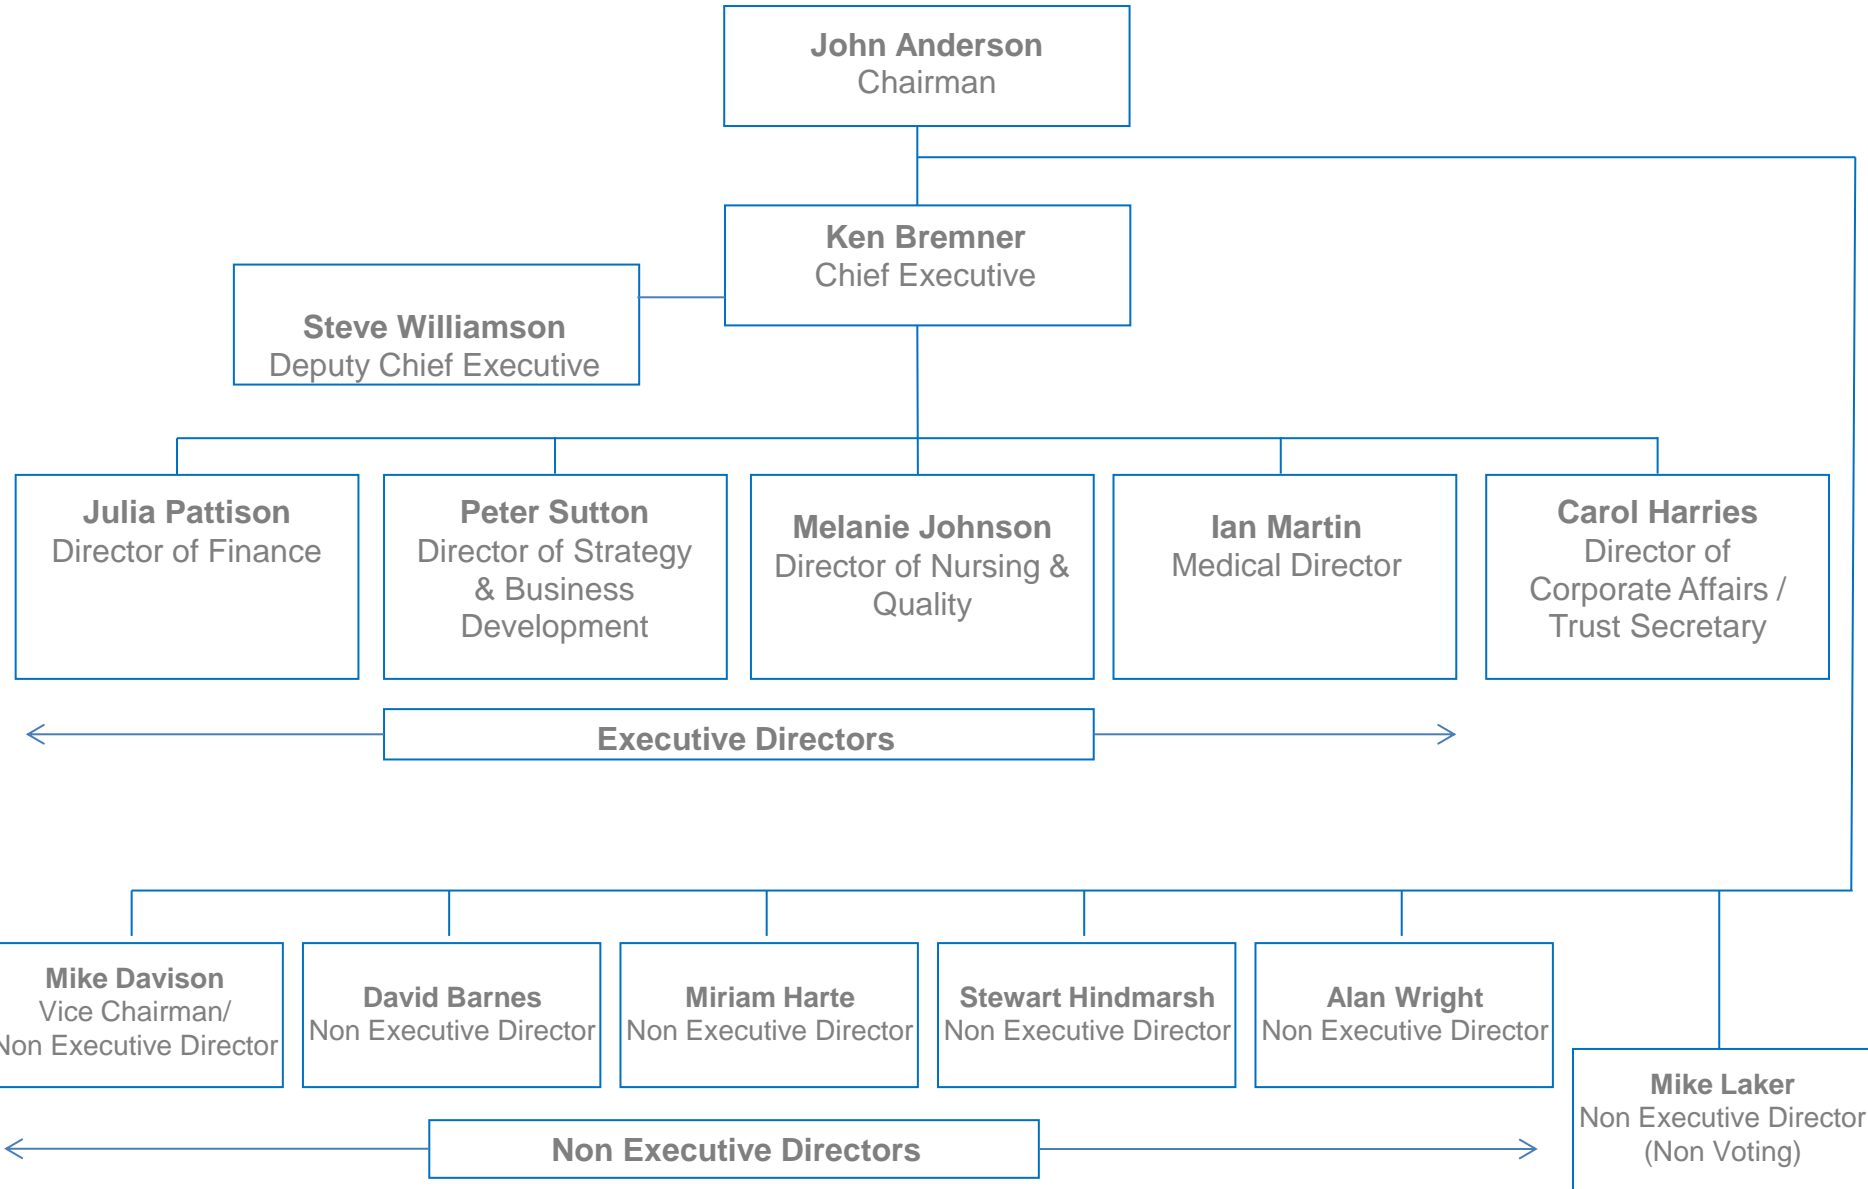 John Anderson
Chairman
Ken Bremner
Chief Executive
Steve Williamson
Deputy Chief Executive
Julia Pattison
Director of Finance
Peter Sutton
Director of Strategy
& Business
Development
Melanie Johnson
Director of Nursing &
Quality
Ian Martin
Medical Director
Carol Harries
Director of
Corporate Affairs /
Trust Secretary
Executive Directors
Mike Davison
Vice Chairman/
Non Executive Director
David Barnes
Non Executive Director
Miriam Harte
Non Executive Director
Stewart Hindmarsh
Non Executive Director
Alan Wright
Non Executive Director
Mike Laker
Non Executive Director
(Non Voting)
Non Executive Directors